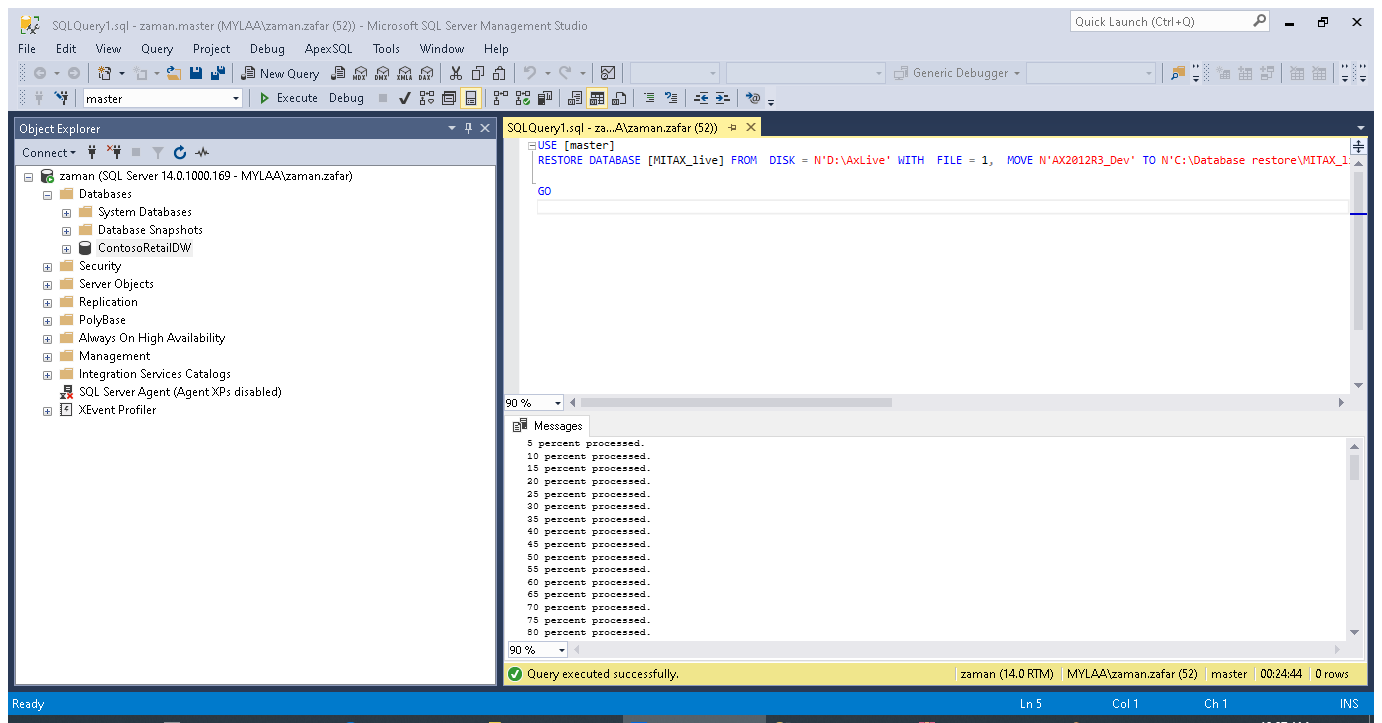 SQLQuery1.sql - zaman.master (MYLAA\zaman.zafar (52)) - Microsoft SQL Server Management Studio
Quick Launch (Ctrl+Q)
File Edit View Query Project Debug ApexSQL Tools Window Help
New Query MDX DMX XMLA DAX Generic Debugger
master Execute Debug
Object Explorer
Connect
zaman (SQL Server 14.0.1000.169 - MYLAA\zaman.zafar)
Databases
System Databases
Database Snapshots
ContosoRetailDW
Security
Server Objects
Replication
PolyBase
Always On High Availability
Management
Integration Services Catalogs
SQL Server Agent (Agent XPs disabled)
XEvent Profiler
SQLQuery1.sql - za...A\zaman.zafar (52))
USE [master]
RESTORE DATABASE [MITAX_live] FROM  DISK = N'D:\AxLive' WITH  FILE = 1,  MOVE N'AX2012R3_Dev' TO N'C:\Database restore\MITAX_li
GO
90 %
Messages
5 percent processed.
10 percent processed.
15 percent processed.
20 percent processed.
25 percent processed.
30 percent processed.
35 percent processed.
40 percent processed.
45 percent processed.
50 percent processed.
55 percent processed.
60 percent processed.
65 percent processed.
70 percent processed.
75 percent processed.
80 percent processed.
90 %
Query executed successfully. zaman (14.0 RTM) MYLAA\zaman.zafar (52) master 00:24:44 0 rows
Ready Ln 5 Col 1 Ch 1 INS